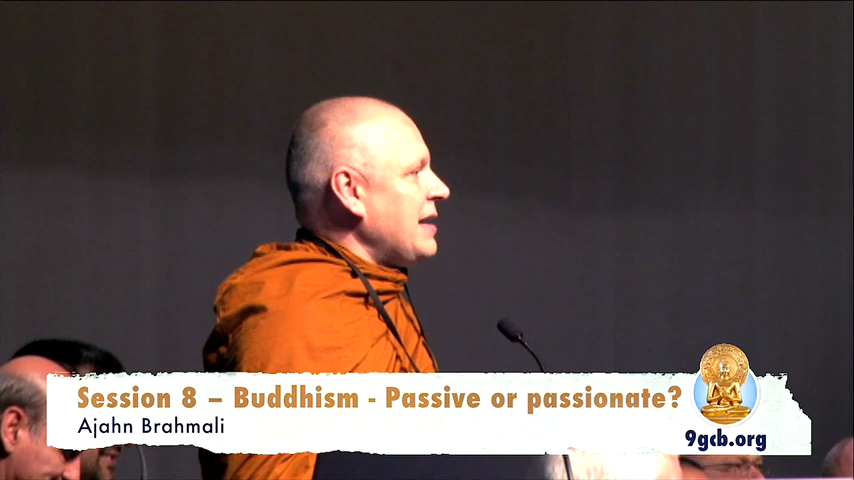 Session 8 – Buddhism - Passive or passionate?
Ajahn Brahmali
9gcb.org